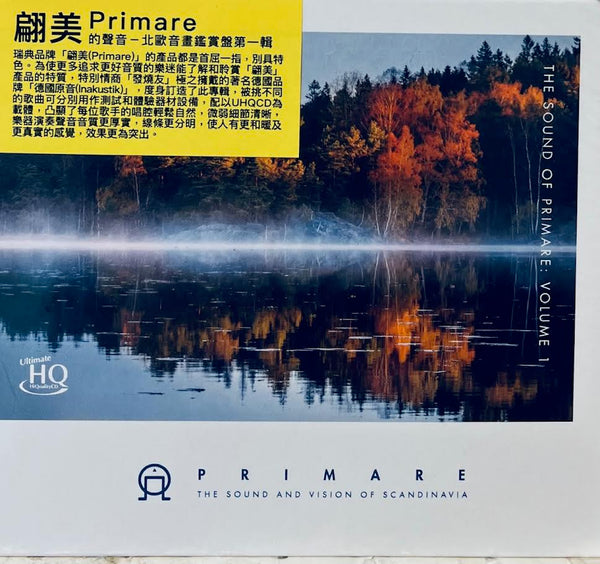 翩美 Primare
的聲音－北歐音畫鑑賞盤第一輯
瑞典品牌「翩美(Primare)」的產品都是首屈一指，別具特
色。為使更多追求更好音質的樂迷能了解和聆賞「翩美」
產品的特質，特別情商「發燒友」極之擁戴的著名德國品
牌「德國原音(Inakustik)」，度身訂造了此專輯，被挑不同
的歌曲可分別用作測試和體驗器材設備，配以UHQCD為
載體，凸顯了每位歌手的唱腔輕鬆自然，微弱細節清晰，
樂器演奏聲音音質更厚實，線條更分明，使人有更和暖及
更真實的感覺，效果更為突出。
THE SOUND OF PRIMARE: VOLUME 1
Ultimate
HQ
HiQualityCD
PRIMARE
THE SOUND AND VISION OF SCANDINAVIA